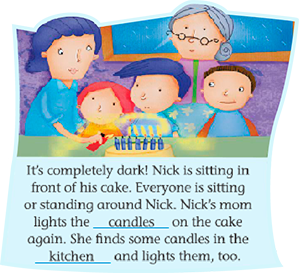 It's completely dark! Nick is sitting in
front of his cake. Everyone is sitting
or standing around Nick. Nick's mom
lights the candles on the cake
again. She finds some candles in the
kitchen and lights them, too.